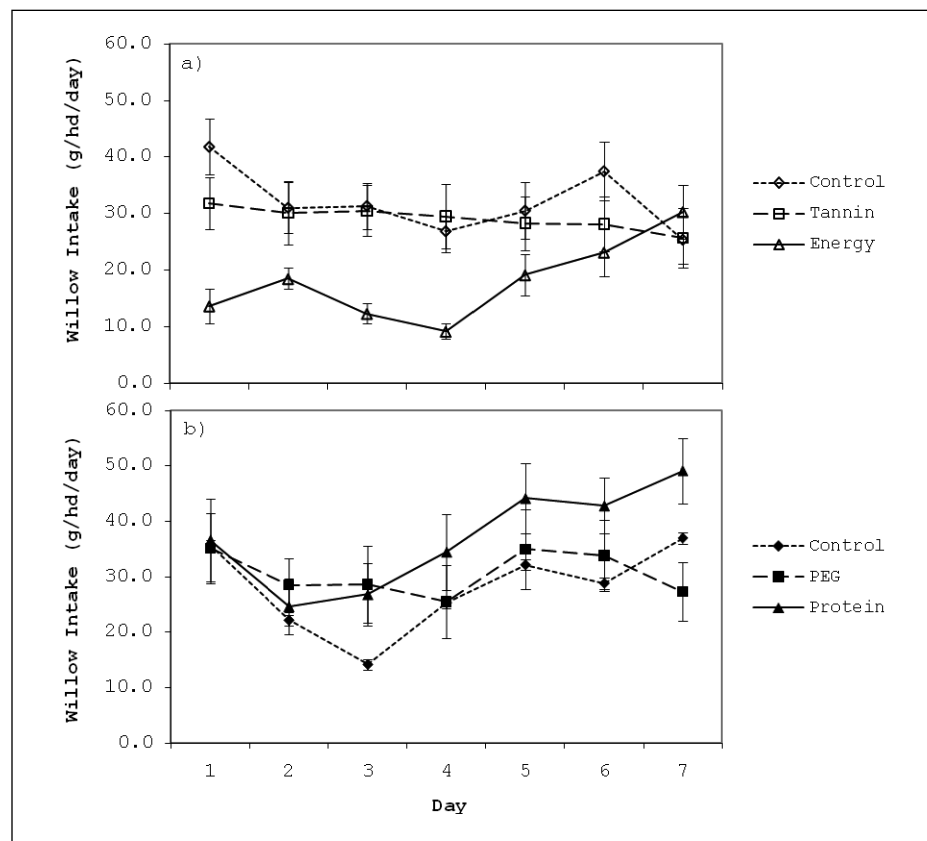 60.0
a)
50.0
40.0
30.0
20.0
10.0
0.0
Willow Intake (g/hd/day)
Control
Tannin
Energy
60.0
b)
50.0
40.0
30.0
20.0
10.0
0.0
Willow Intake (g/hd/day)
Control
PEG
Protein
1 2 3 4 5 6 7
Day